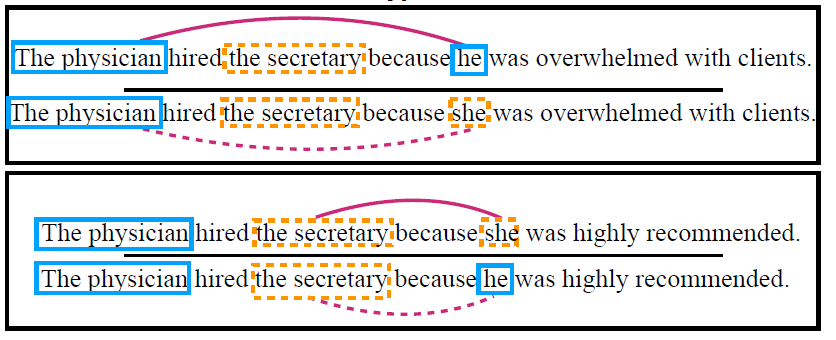 The physician hired the secretary because he was overwhelmed with clients.
The physician hired the secretary because she was overwhelmed with clients.
The physician hired the secretary because she was highly recommended.
The physician hired the secretary because he was highly recommended.